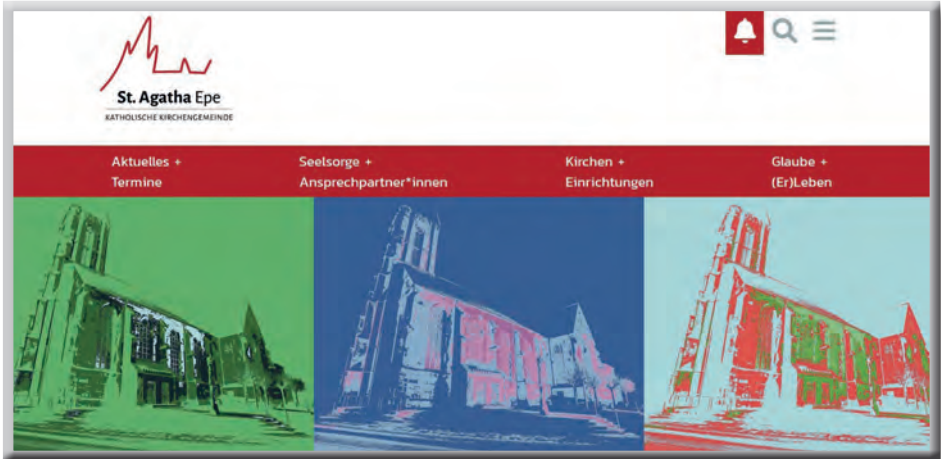 St. Agatha Epe
KATHOLISCHE KIRCHENGEMEINDE
Aktuelles +
Termine
Seelsorge +
Ansprechpartner*innen
Kirchen +
Einrichtungen
Glaube +
(Er)Leben